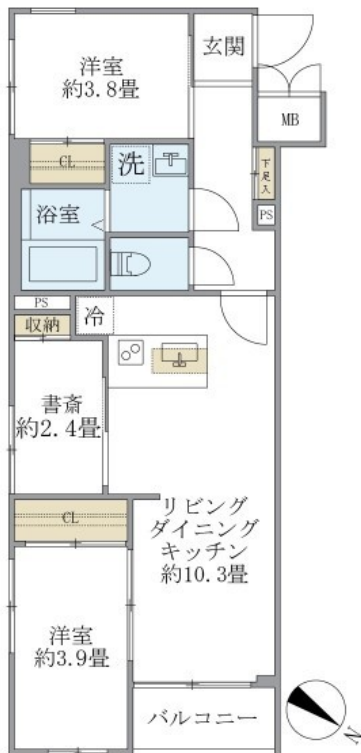 玄関
洋室
約3.8畳
MB
CL
洗
下足入
PS
浴室
PS
冷
収納
書斎
約2.4畳
リビング
ダイニング
キッチン
約10.3畳
CL
洋室
約3.9畳
バルコニー
N